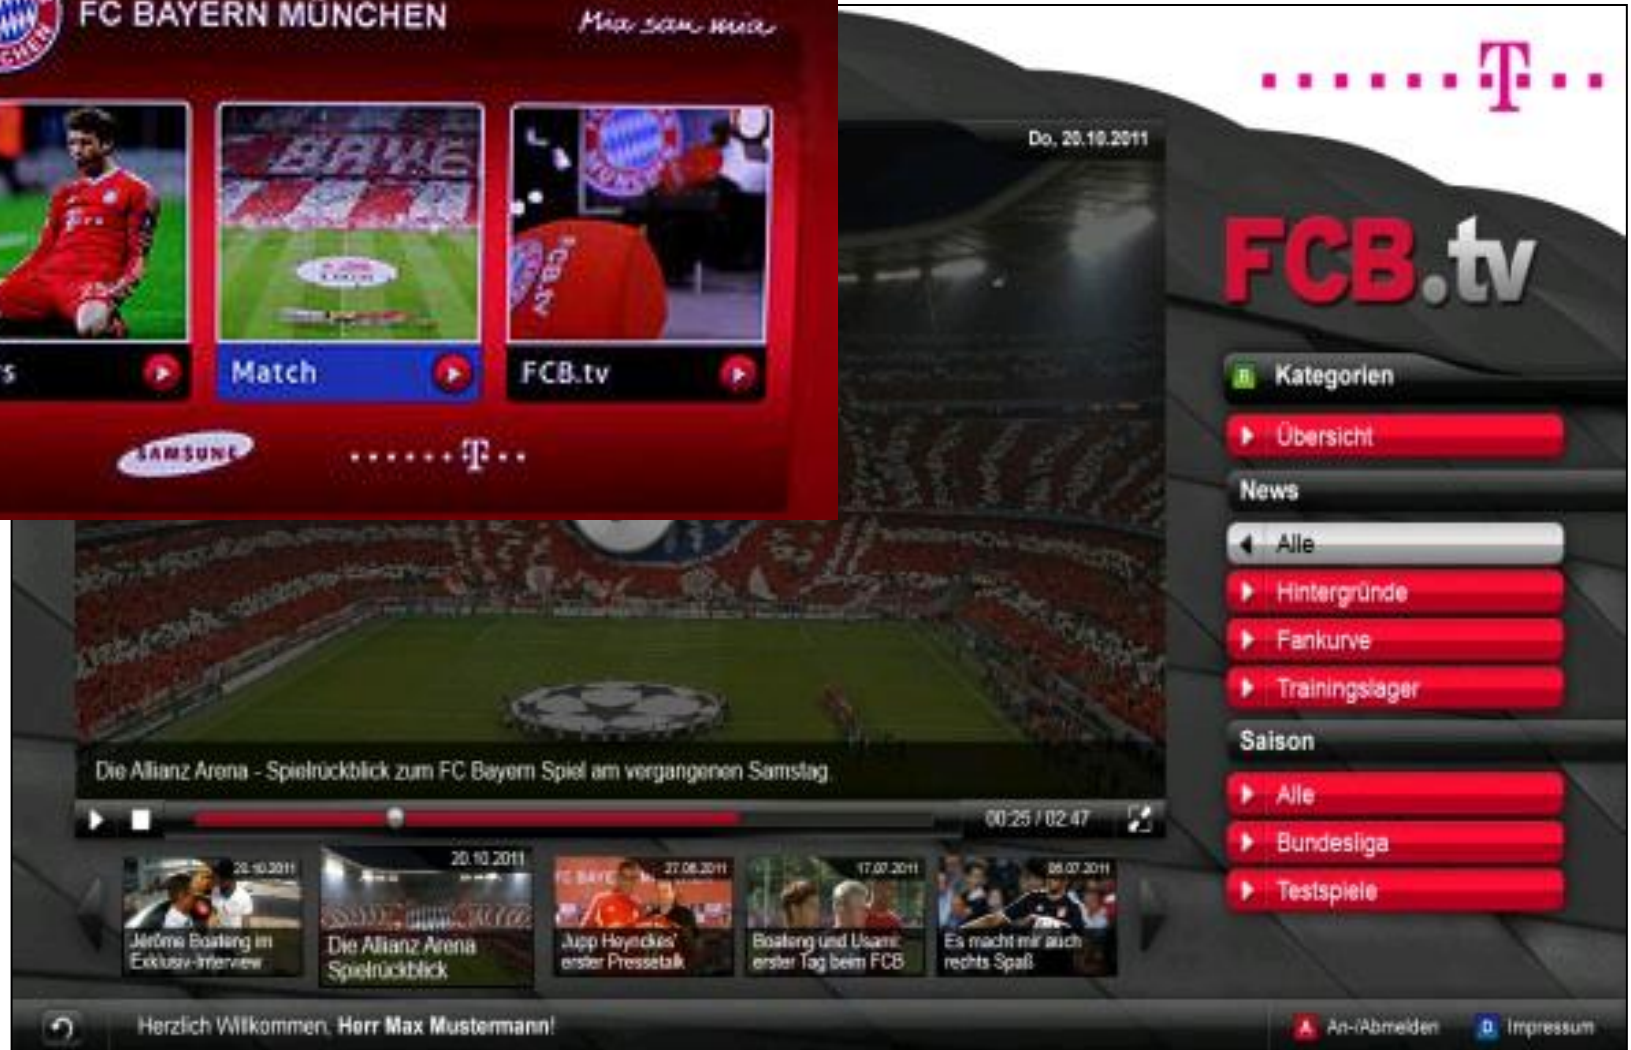 FC BAYERN MÜNCHEN
Mia san mia
Match
FCB.tv
SAMSUNG
T
T
Do, 20.10.2011
FCB.tv
B Kategorien
Übersicht
News
Alle
Hintergründe
Fankurve
Trainingslager
Saison
Alle
Bundesliga
Testspiele
Die Allianz Arena - Spielrückblick zum FC Bayern Spiel am vergangenen Samstag.
00:25 / 02:47
20.10.2011
Jérôme Boateng im
Exklusiv-Interview
20.10.2011
Die Allianz Arena
Spielrückblick
Jupp Heynckes'
erster Pressetalk
17.07.2011
Boateng und Usami:
erster Tag beim FCB
Es macht mir auch
rechts Spaß
Herzlich Willkommen, Herr Max Mustermann!
A An-/Abmelden
D Impressum